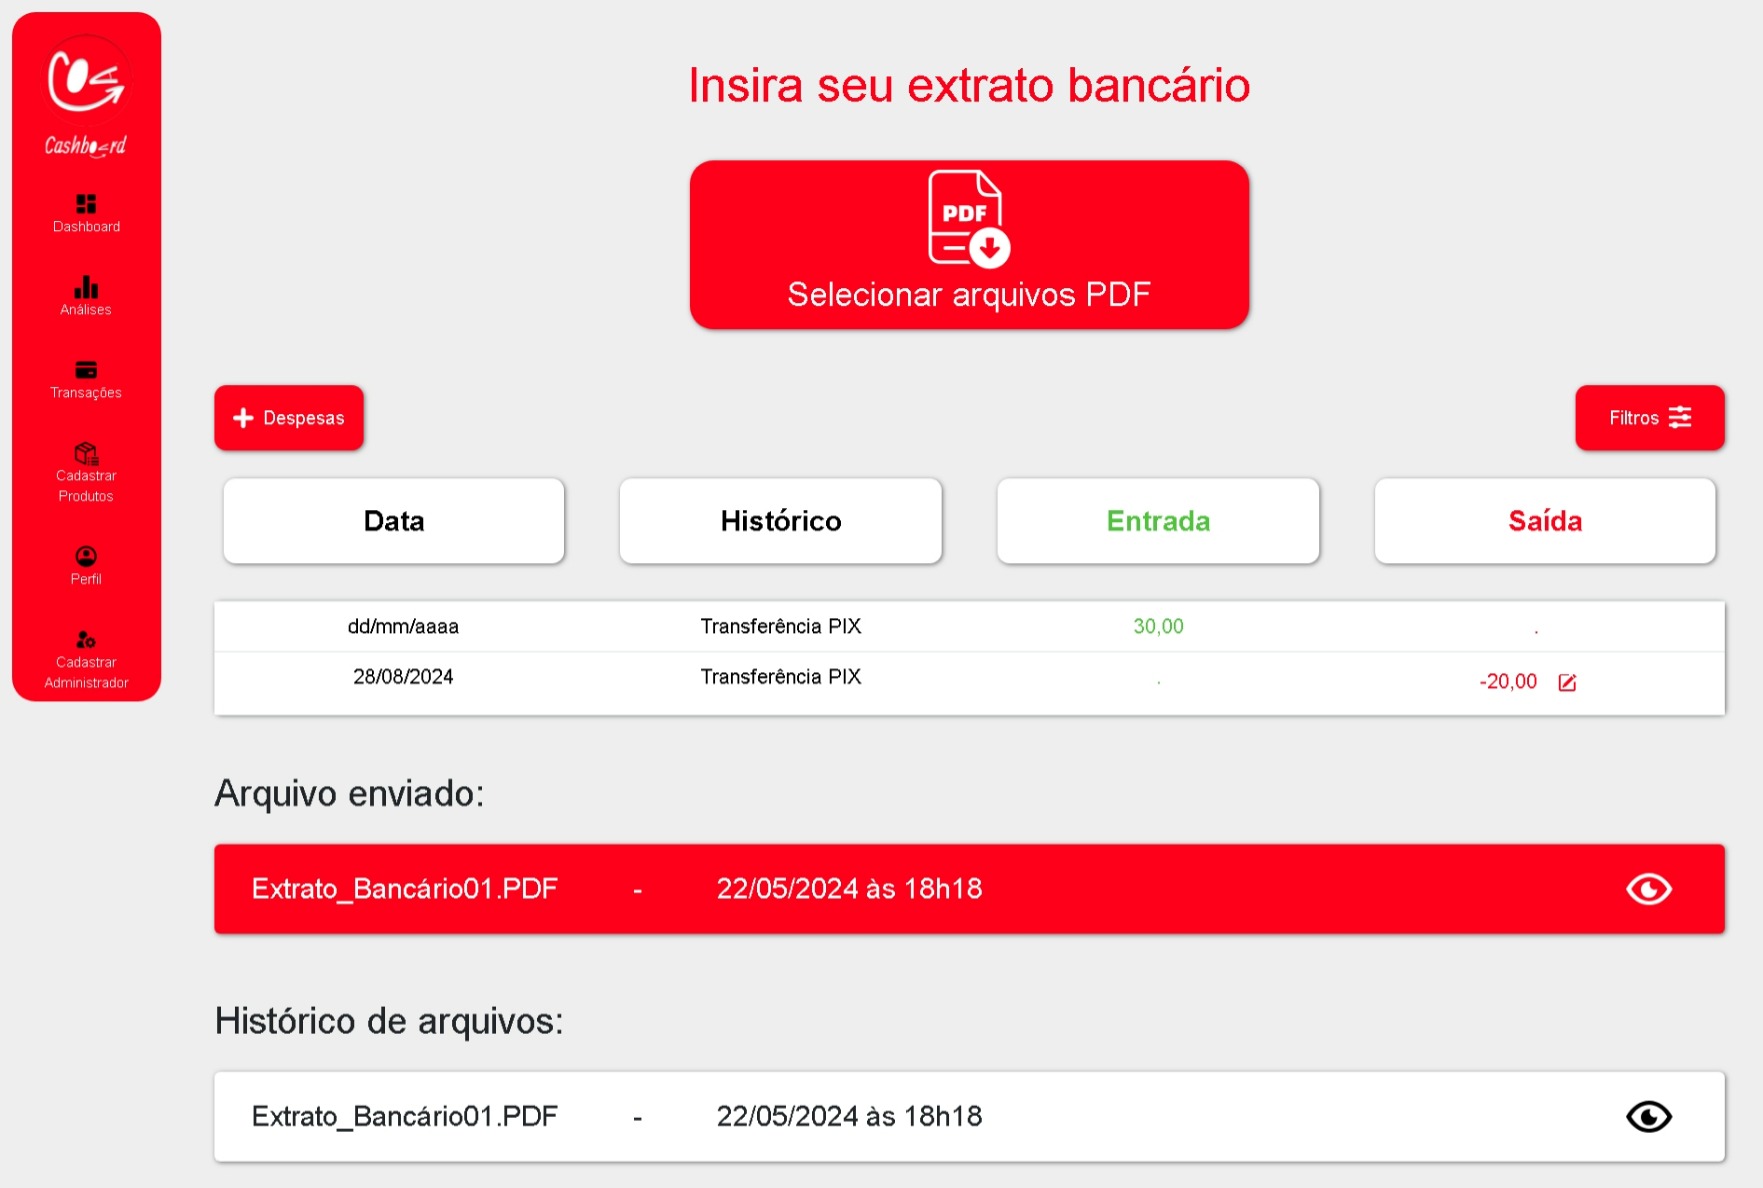 Cashboard
Dashboard
Análises
Transações
Cadastrar
Produtos
Perfil
Cadastrar
Administrador
Insira seu extrato bancário
PDF
Selecionar arquivos PDF
Despesas
Filtros
Data Histórico Entrada Saída
dd/mm/aaaa Transferência PIX 30,00 .
28/08/2024 Transferência PIX . -20,00
Arquivo enviado:
Extrato_Bancário01.PDF - 22/05/2024 às 18h18
Histórico de arquivos:
Extrato_Bancário01.PDF - 22/05/2024 às 18h18